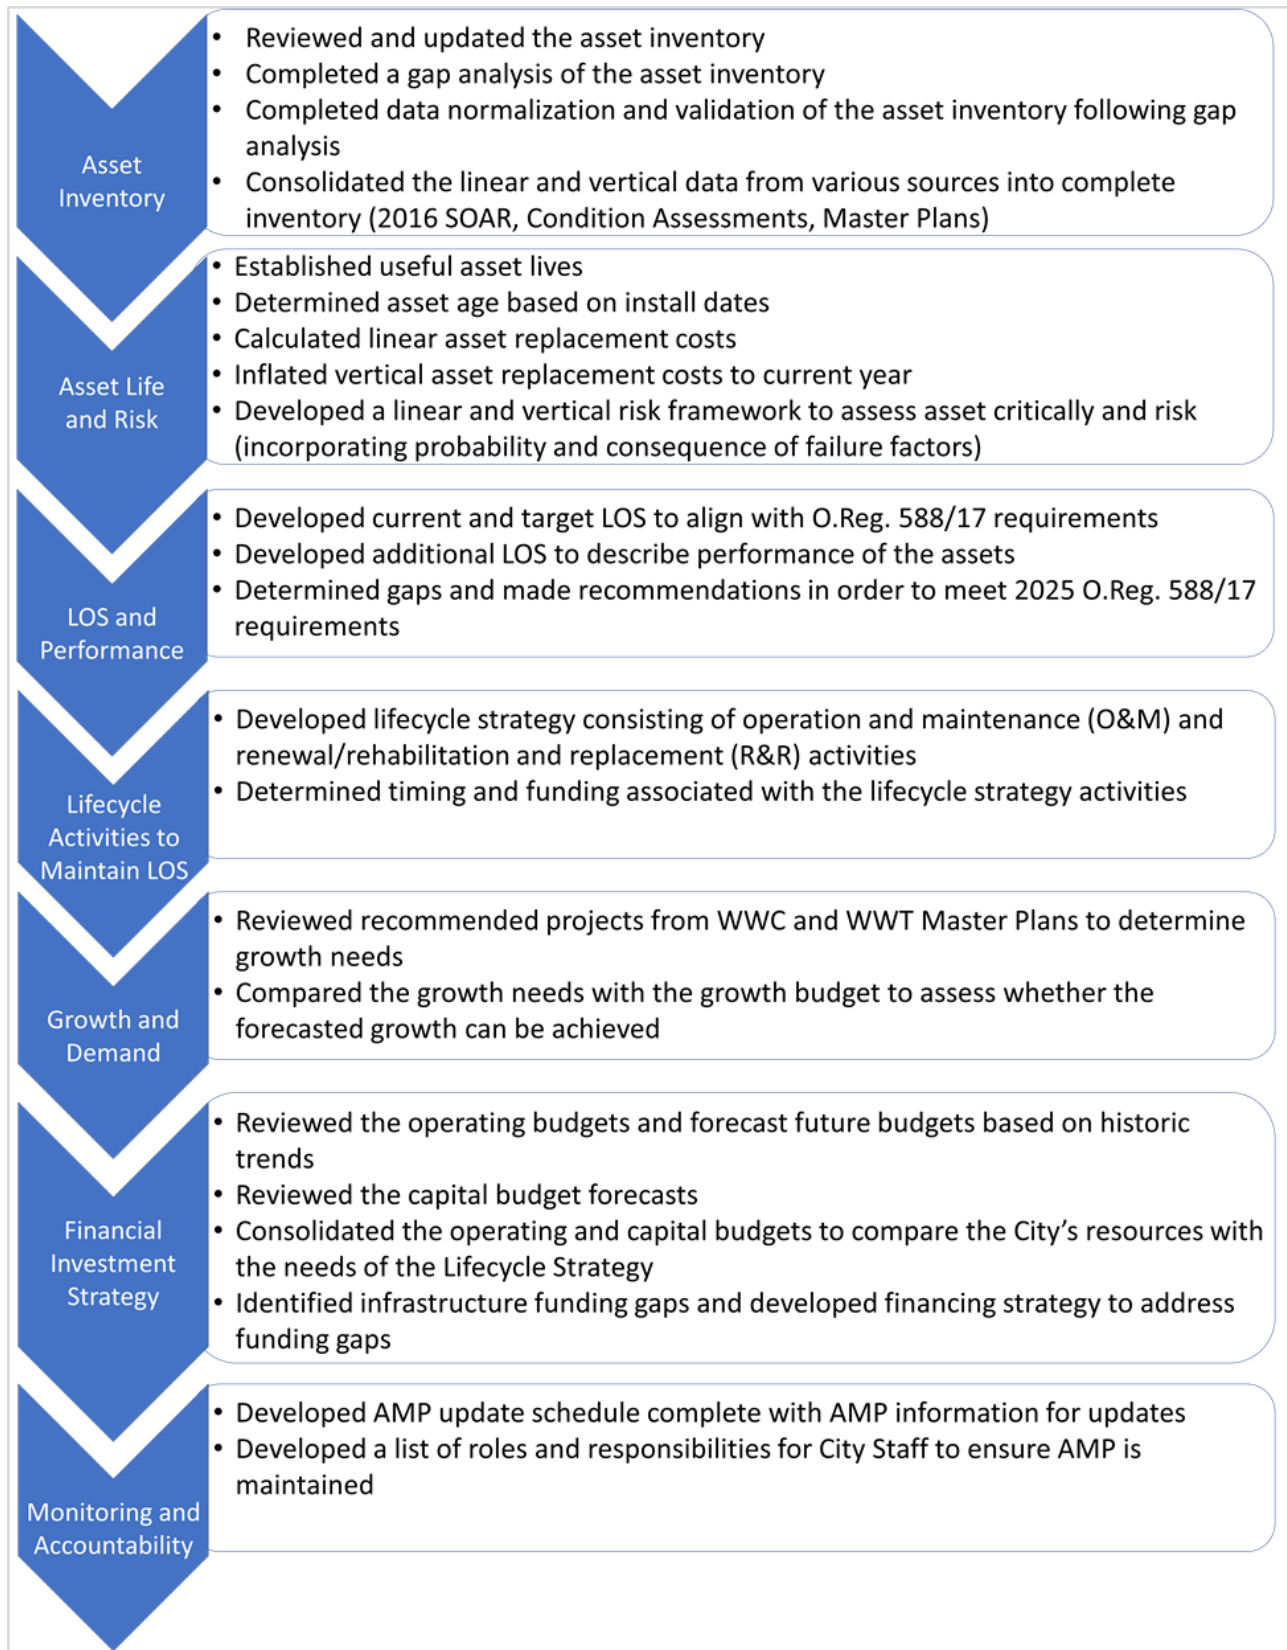 • Reviewed and updated the asset inventory
• Completed a gap analysis of the asset inventory
• Completed data normalization and validation of the asset inventory following gap
analysis
• Consolidated the linear and vertical data from various sources into complete
inventory (2016 SOAR, Condition Assessments, Master Plans)
Asset
Inventory
• Established useful asset lives
• Determined asset age based on install dates
• Calculated linear asset replacement costs
• Inflated vertical asset replacement costs to current year
• Developed a linear and vertical risk framework to assess asset critically and risk
(incorporating probability and consequence of failure factors)
Asset Life
and Risk
• Developed current and target LOS to align with O.Reg. 588/17 requirements
• Developed additional LOS to describe performance of the assets
• Determined gaps and made recommendations in order to meet 2025 O.Reg. 588/17
requirements
LOS and
Performance
• Developed lifecycle strategy consisting of operation and maintenance (O&M) and
renewal/rehabilitation and replacement (R&R) activities
• Determined timing and funding associated with the lifecycle strategy activities
Lifecycle
Activities to
Maintain LOS
• Reviewed recommended projects from WWC and WWT Master Plans to determine
growth needs
• Compared the growth needs with the growth budget to assess whether the
forecasted growth can be achieved
Growth and
Demand
• Reviewed the operating budgets and forecast future budgets based on historic
trends
• Reviewed the capital budget forecasts
• Consolidated the operating and capital budgets to compare the City’s resources with
the needs of the Lifecycle Strategy
• Identified infrastructure funding gaps and developed financing strategy to address
funding gaps
Financial
Investment
Strategy
• Developed AMP update schedule complete with AMP information for updates
• Developed a list of roles and responsibilities for City Staff to ensure AMP is
maintained
Monitoring and
Accountability